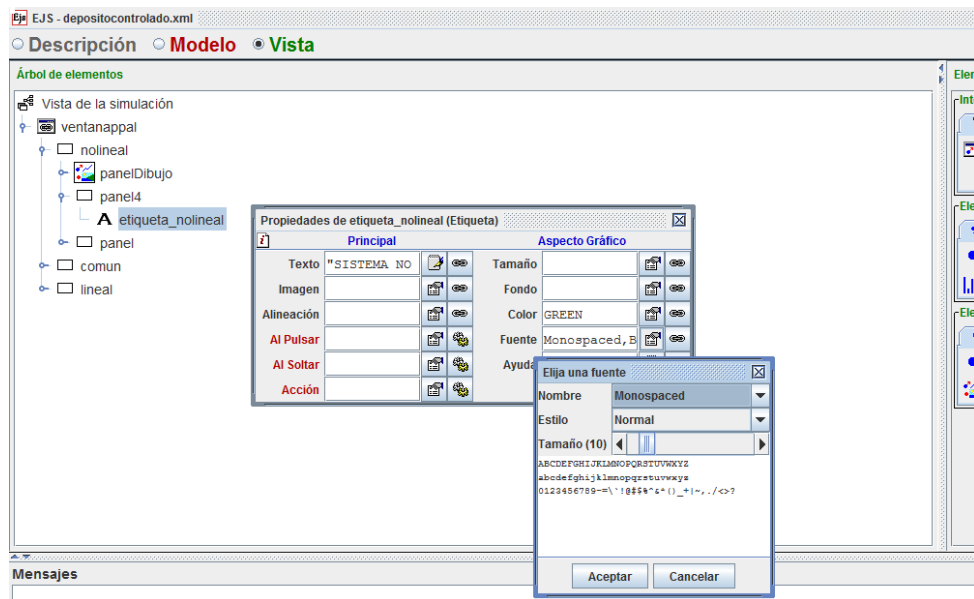 EJS - depositocontrolado.xml
Descripción Modelo Vista
Árbol de elementos
Vista de la simulación
ventanappal
nolineal
panelDibujo
panel4
A etiqueta_nolineal
panel
comun
lineal
Propiedades de etiqueta_nolineal (Etiqueta)
Principal Aspecto Gráfico
Texto "SISTEMA NO Tamaño
Imagen Fondo
Alineación Color GREEN
Al Pulsar Fuente Monospaced,B
Al Soltar Ayuda
Acción
Elija una fuente
Nombre Monospaced
Estilo Normal
Tamaño (10)
ABCDEFGHIJKLMNOPQRSTUVWXYZ
abcdefghijklmnopqrstuvwxyz
0123456789-=\`!@#$%^&*()_+|~,./<>?
Aceptar Cancelar
Mensajes